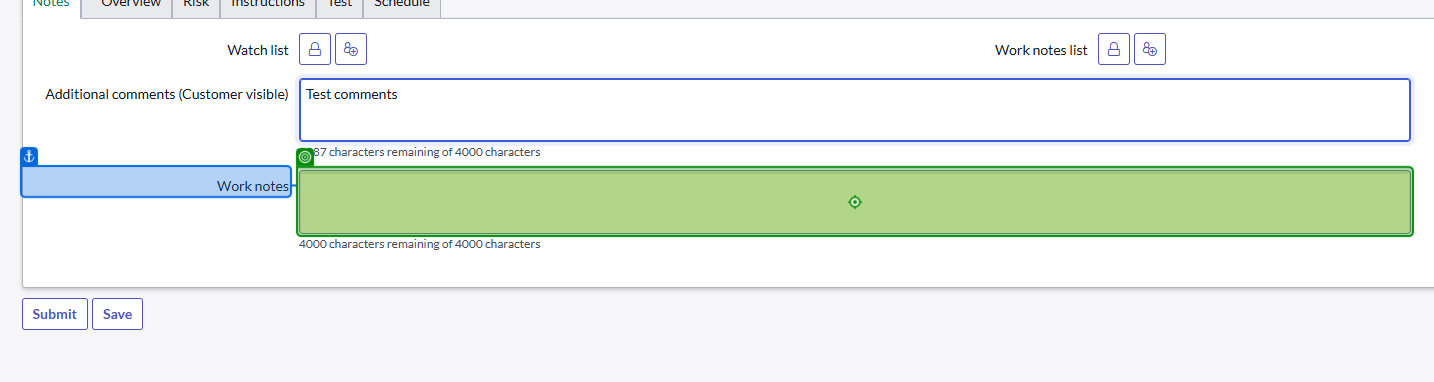 Notes Overview Risk Instructions Test Schedule
Watch list Work notes list
Additional comments (Customer visible) Test comments
87 characters remaining of 4000 characters
Work notes
4000 characters remaining of 4000 characters
Submit Save